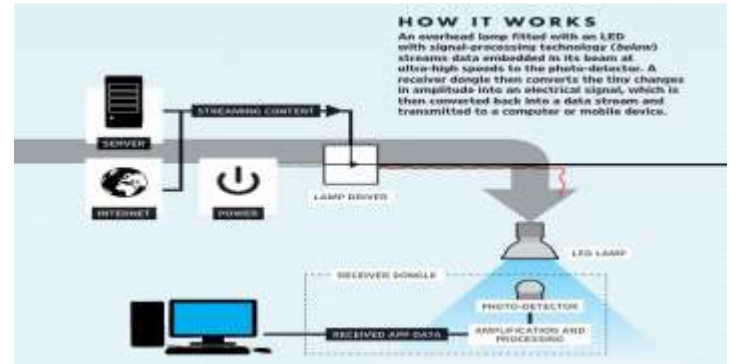 HOW IT WORKS
An overhead lamp fitted with an LED
with signal-processing technology (below)
streams data embedded in its beam at
ultra-high speeds to the photo-detector. A
receiver dongle then converts the tiny changes
in amplitude into an electrical signal, which is
then converted back into a data stream and
transmitted to a computer or mobile device.
STREAMING CONTENT
SERVER
INTERNET
POWER
LAMP DRIVER
LED LAMP
RECEIVER DONGLE
PHOTO-DETECTOR
RECEIVED APP DATA
AMPLIFICATION AND
PROCESSING